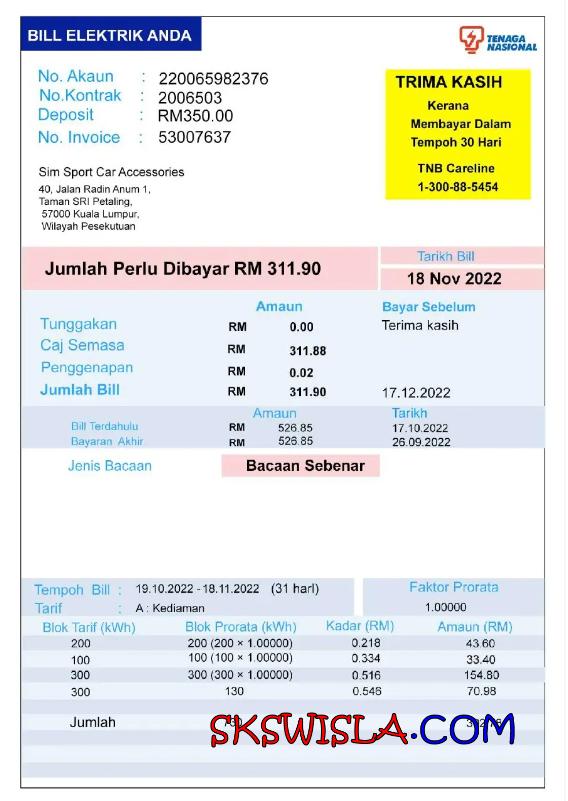 BILL ELEKTRIK ANDA
TENAGA
NASIONAL
No. Akaun : 220065982376
No.Kontrak : 2006503
Deposit : RM350.00
No. Invoice : 53007637
TRIMA KASIH
Kerana
Membayar Dalam
Tempoh 30 Hari
TNB Careline
1-300-88-5454
Sim Sport Car Accessories
40, Jalan Radin Anum 1,
Taman SRI Petaling,
57000 Kuala Lumpur,
Wilayah Pesekutuan
Jumlah Perlu Dibayar RM 311.90
Tarikh Bill
18 Nov 2022
Amaun Bayar Sebelum
Tunggakan RM 0.00 Terima kasih
Caj Semasa RM 311.88
Penggenapan RM 0.02
Jumlah Bill RM 311.90 17.12.2022
Amaun Tarikh
Bill Terdahulu RM 526.85 17.10.2022
Bayaran Akhir RM 526.85 26.09.2022
Jenis Bacaan Bacaan Sebenar
Tempoh Bill : 19.10.2022 - 18.11.2022 (31 harl) Faktor Prorata
Tarif : A : Kediaman 1.00000
Blok Tarif (kWh) Blok Prorata (kWh) Kadar (RM) Amaun (RM)
200 200 (200 × 1.00000) 0.218 43.60
100 100 (100 × 1.00000) 0.334 33.40
300 300 (300 × 1.00000) 0.516 154.80
300 130 0.546 70.98
Jumlah
SKSWISLA.COM